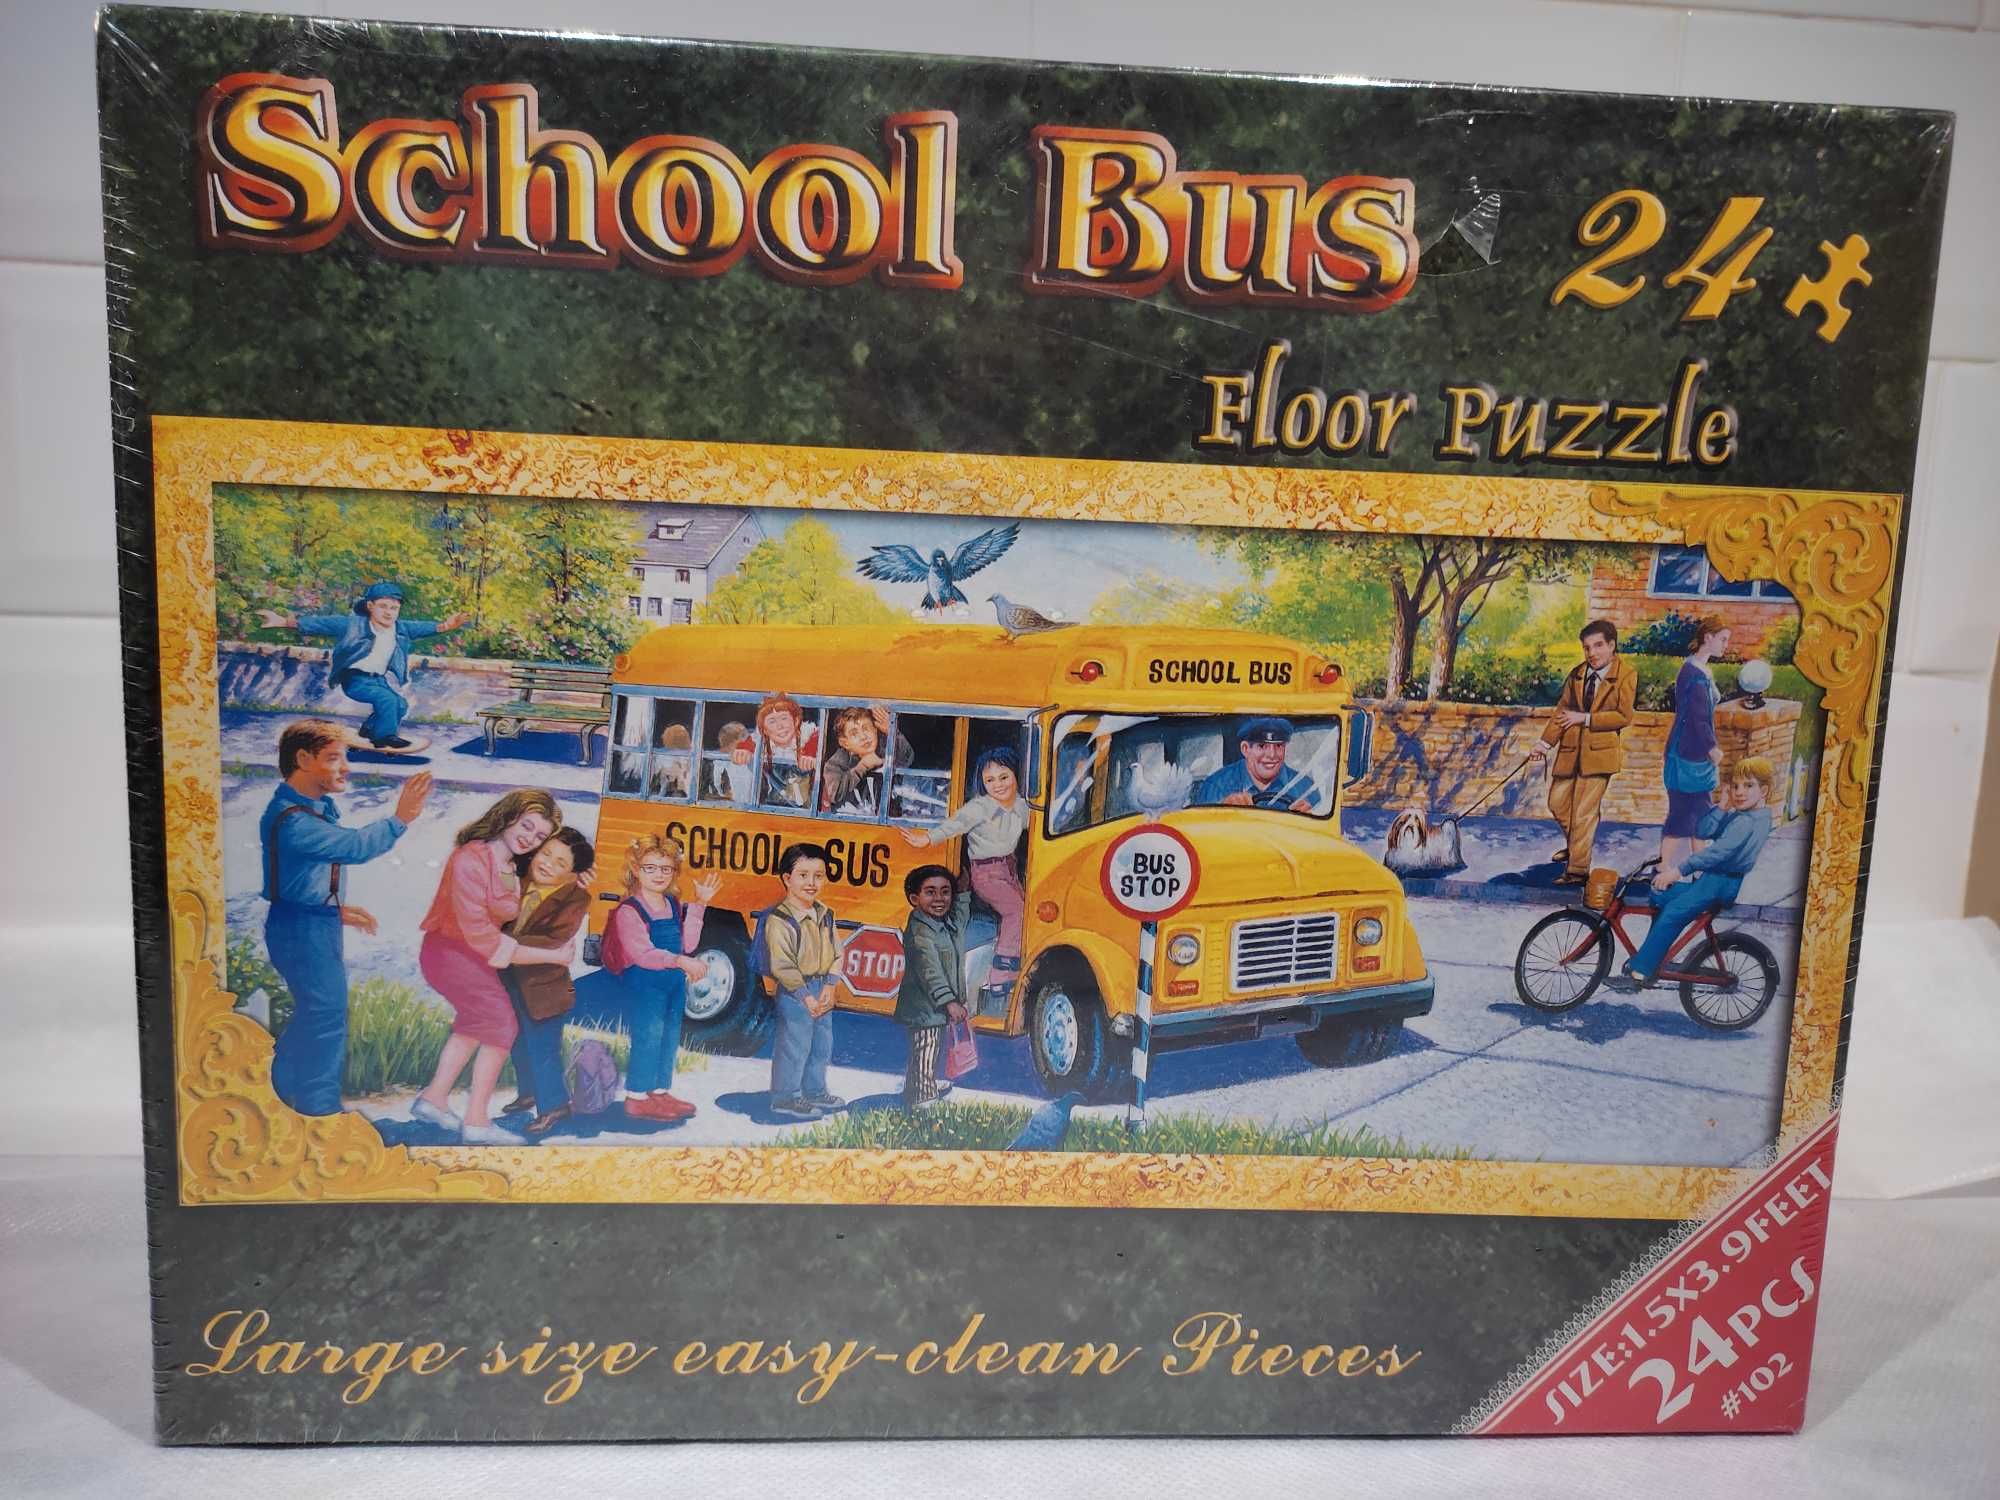 School Bus 24
Floor Puzzle
SCHOOL BUS
SCHOOL BUS
BUS
STOP
STOP
Large size easy-clean Pieces
SIZE:1.5X3.9FEET
24PCS
#102